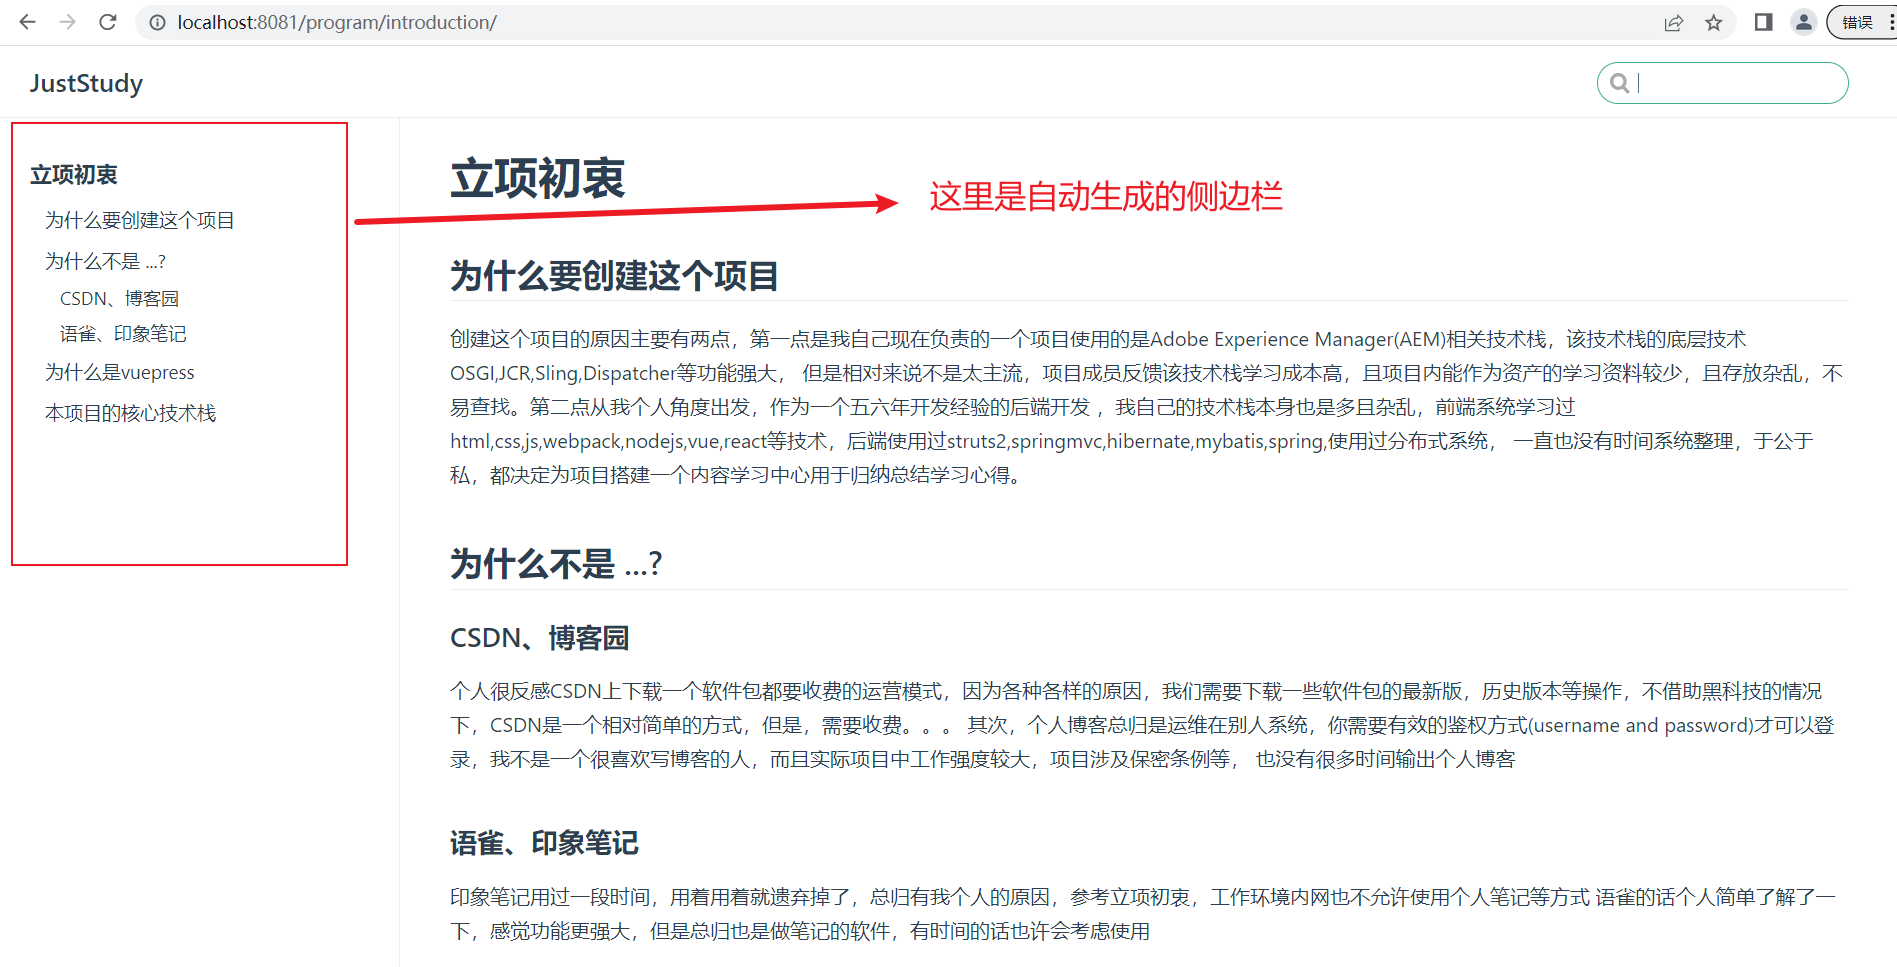 localhost:8081/program/introduction/
错误
JustStudy
立项初衷
为什么要创建这个项目
为什么不是 ...?
CSDN、博客园
语雀、印象笔记
为什么是vuepress
本项目的核心技术栈
立项初衷
这里是自动生成的侧边栏
为什么要创建这个项目
创建这个项目的原因主要有两点，第一点是我自己现在负责的一个项目使用的是Adobe Experience Manager(AEM)相关技术栈，该技术栈的底层技术
OSGI,JCR,Sling,Dispatcher等功能强大， 但是相对来说不是太主流，项目成员反馈该技术栈学习成本高，且项目内能作为资产的学习资料较少，且存放杂乱，不
易查找。第二点从我个人角度出发，作为一个五六年开发经验的后端开发 ，我自己的技术栈本身也是多且杂乱，前端系统学习过
html,css,js,webpack,nodejs,vue,react等技术，后端使用过struts2,springmvc,hibernate,mybatis,spring,使用过分布式系统， 一直也没有时间系统整理，于公于
私，都决定为项目搭建一个内容学习中心用于归纳总结学习心得。
为什么不是 ...?
CSDN、博客园
个人很反感CSDN上下载一个软件包都要收费的运营模式，因为各种各样的原因，我们需要下载一些软件包的最新版，历史版本等操作，不借助黑科技的情况
下，CSDN是一个相对简单的方式，但是，需要收费。。。 其次，个人博客总归是运维在别人系统，你需要有效的鉴权方式(username and password)才可以登
录，我不是一个很喜欢写博客的人，而且实际项目中工作强度较大，项目涉及保密条例等， 也没有很多时间输出个人博客
语雀、印象笔记
印象笔记用过一段时间，用着用着就遗弃掉了，总归有我个人的原因，参考立项初衷，工作环境内网也不允许使用个人笔记等方式 语雀的话个人简单了解了一
下，感觉功能更强大，但是总归也是做笔记的软件，有时间的话也许会考虑使用